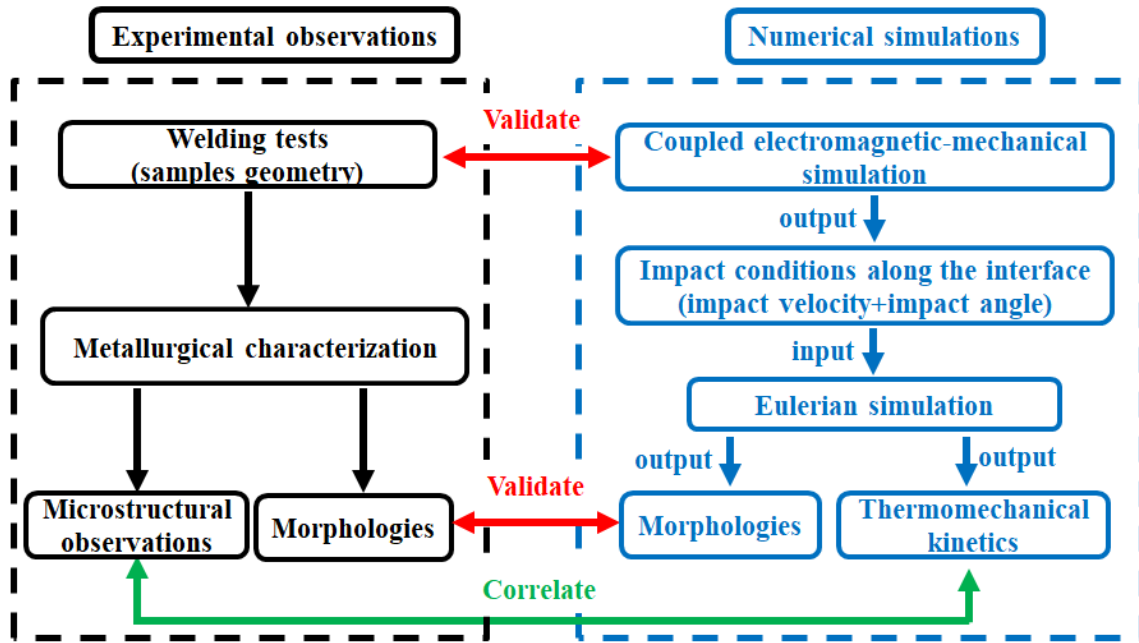 Experimental observations
Numerical simulations
Welding tests
(samples geometry)
Validate
Coupled electromagnetic-mechanical
simulation
output
Impact conditions along the interface
(impact velocity+impact angle)
Metallurgical characterization
input
Eulerian simulation
output
output
Microstructural
observations
Morphologies
Validate
Morphologies
Thermomechanical
kinetics
Correlate